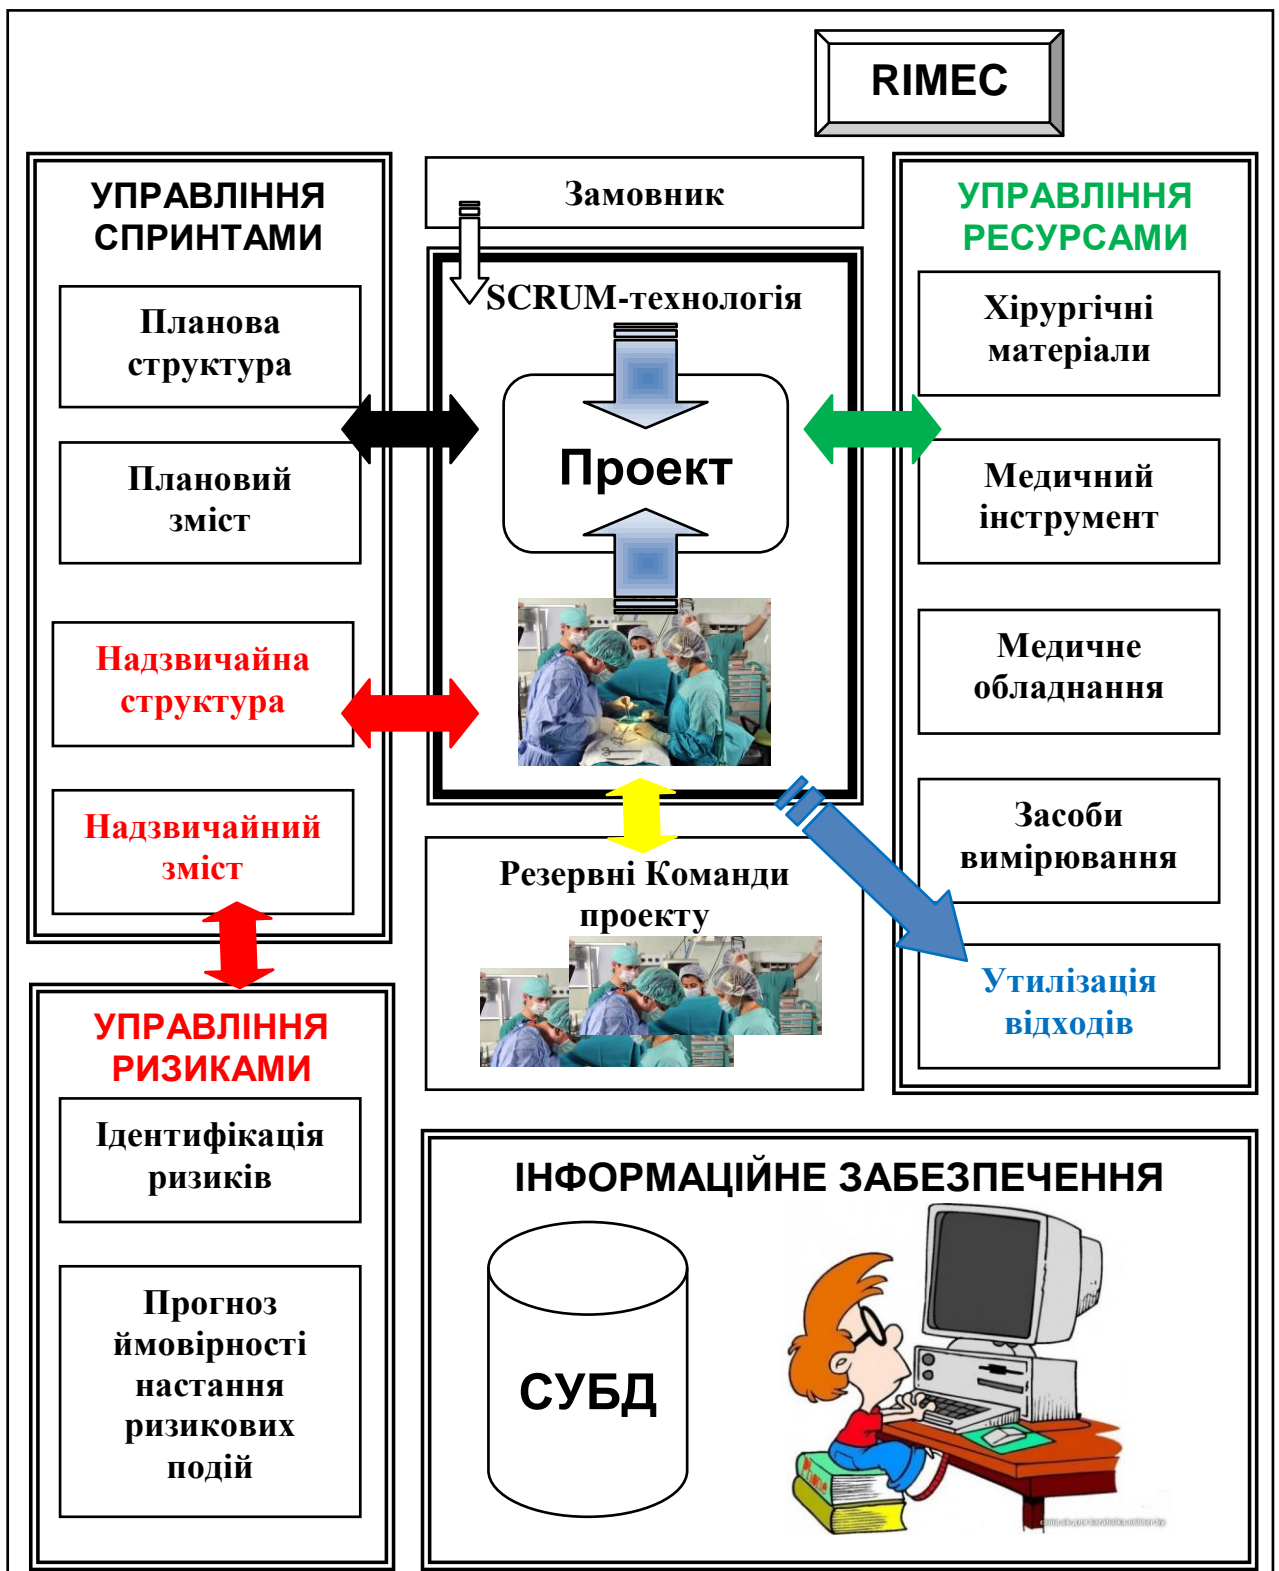 RIMEC
УПРАВЛІННЯ
СПРИНТАМИ
Планова
структура
Плановий
зміст
Надзвичайна
структура
Надзвичайний
зміст
УПРАВЛІННЯ
РИЗИКАМИ
Ідентифікація
ризиків
Прогноз
ймовірності
настання
ризикових
подій
Замовник
SCRUM-технологія
Проект
Резервні Команди
проекту
УПРАВЛІННЯ
РЕСУРСАМИ
Хірургічні
матеріали
Медичний
інструмент
Медичне
обладнання
Засоби
вимірювання
Утилізація
відходів
ІНФОРМАЦІЙНЕ ЗАБЕЗПЕЧЕННЯ
СУБД